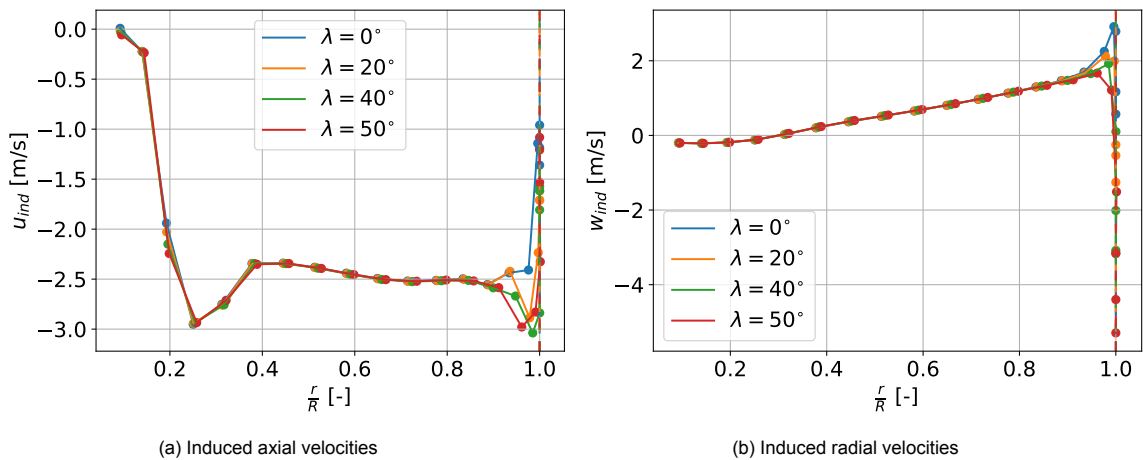 0.0
−0.5
−1.0
−1.5
−2.0
−2.5
−3.0
u_ind [m/s]
λ = 0°
λ = 20°
λ = 40°
λ = 50°
0.2 0.4 0.6 0.8 1.0
r/R [-]
(a) Induced axial velocities
2
0
−2
−4
w_ind [m/s]
λ = 0°
λ = 20°
λ = 40°
λ = 50°
0.2 0.4 0.6 0.8 1.0
r/R [-]
(b) Induced radial velocities